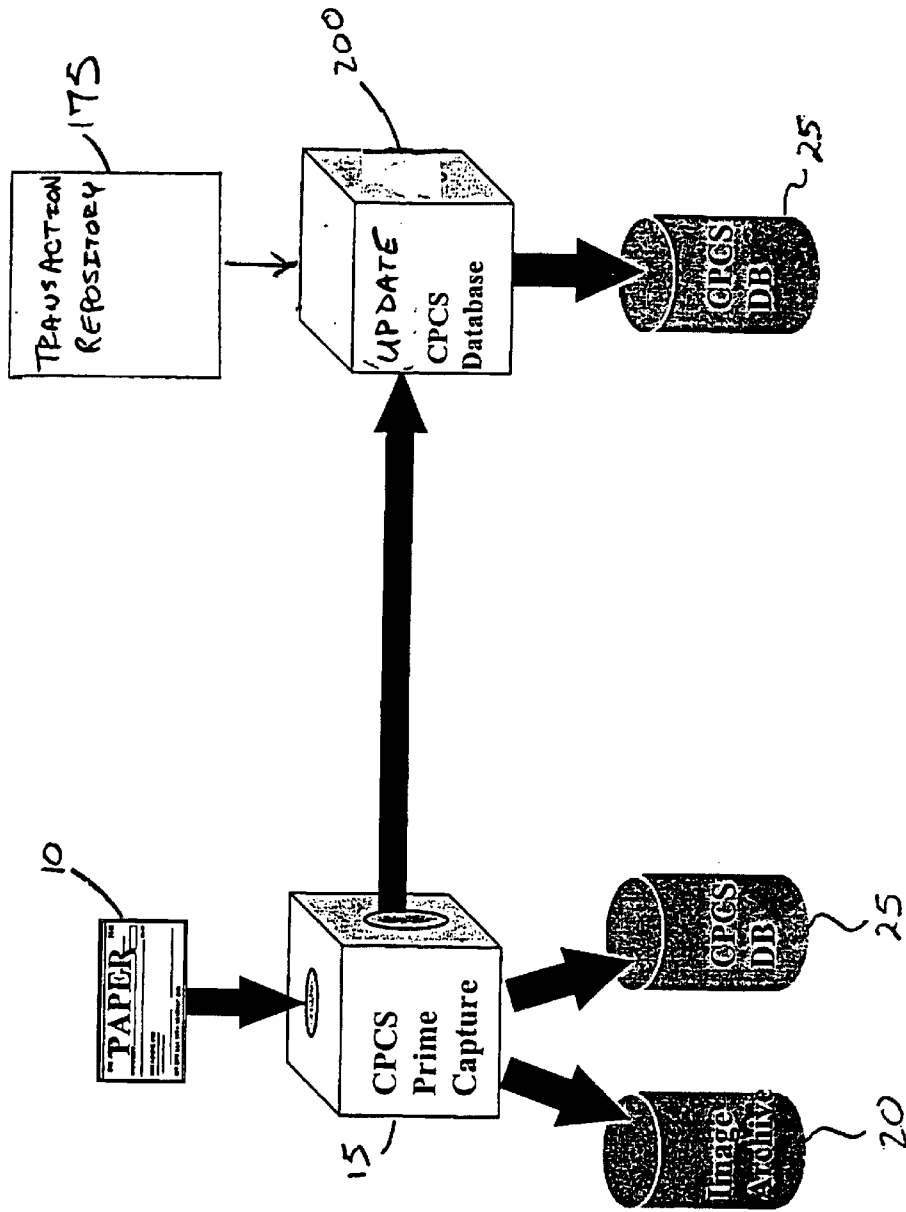 TRANSACTION
REPOSITORY
175
10
PAPER
200
UPDATE
CPCS
Database
CPCS
Prime
Capture
15
Image
Archive
20
CPCS
DB
25
CPCS
DB
25